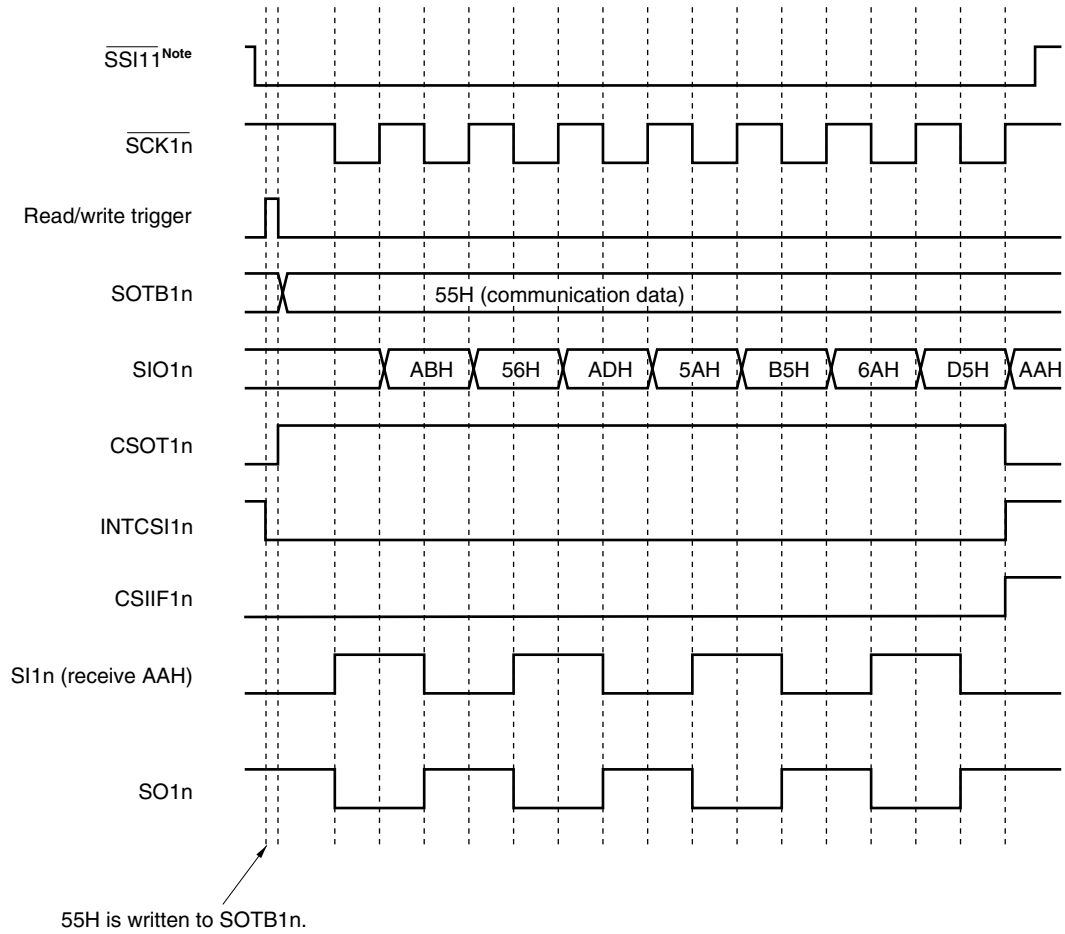 SSI11Note
SCK1n
Read/write trigger
SOTB1n
55H (communication data)
SIO1n
ABH 56H ADH 5AH B5H 6AH D5H AAH
CSOT1n
INTCSI1n
CSIIF1n
SI1n (receive AAH)
SO1n
55H is written to SOTB1n.